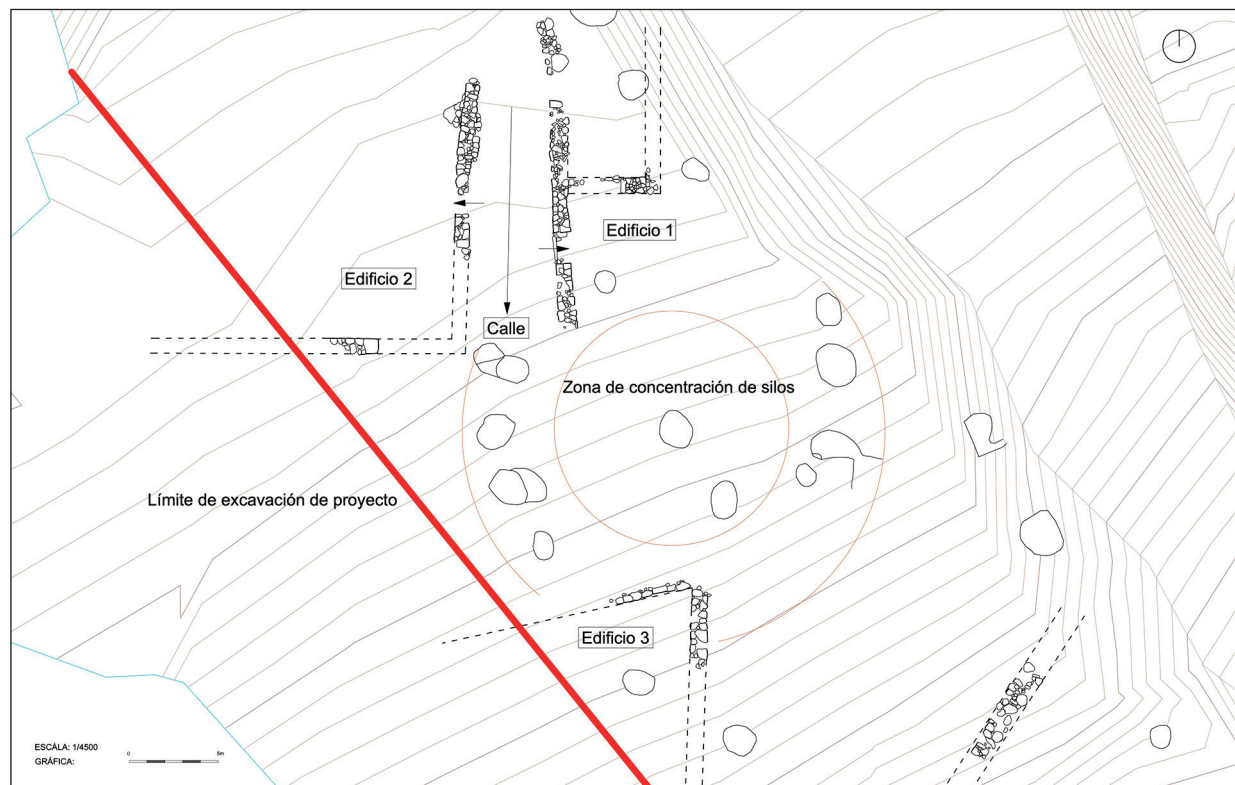 Edificio 1
Edificio 2
Calle
Zona de concentración de silos
Límite de excavación de proyecto
Edificio 3
ESCÁLA: 1/4500
GRÁFICA:
0 5m